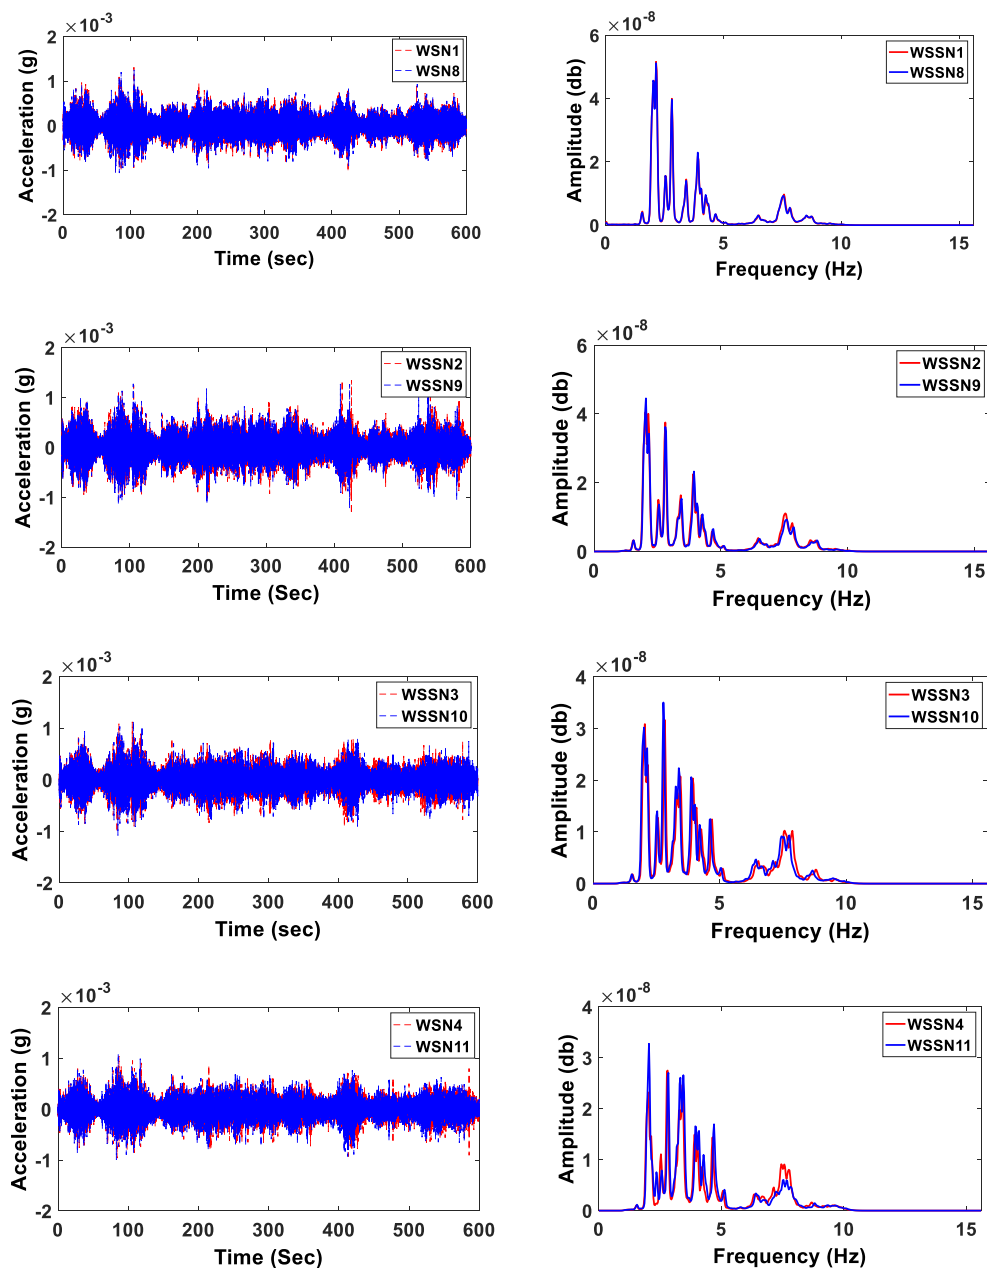 ×10-3
2
1
0
-1
-2
Acceleration (g)
WSN1
WSN8
0 100 200 300 400 500 600
Time (sec)
×10-8
6
4
2
0
Amplitude (db)
WSSN1
WSSN8
0 5 10 15
Frequency (Hz)
×10-3
2
1
0
-1
-2
Acceleration (g)
WSSN2
WSSN9
0 100 200 300 400 500 600
Time (Sec)
×10-8
6
4
2
0
Amplitude (db)
WSSN2
WSSN9
0 5 10 15
Frequency (Hz)
×10-3
2
1
0
-1
-2
Acceleration (g)
WSSN3
WSSN10
0 100 200 300 400 500 600
Time (sec)
×10-8
4
3
2
1
0
Amplitude (db)
WSSN3
WSSN10
0 5 10 15
Frequency (Hz)
×10-3
2
1
0
-1
-2
Acceleration (g)
WSN4
WSN11
0 100 200 300 400 500 600
Time (Sec)
×10-8
4
3
2
1
0
Amplitude (db)
WSSN4
WSSN11
0 5 10 15
Frequency (Hz)